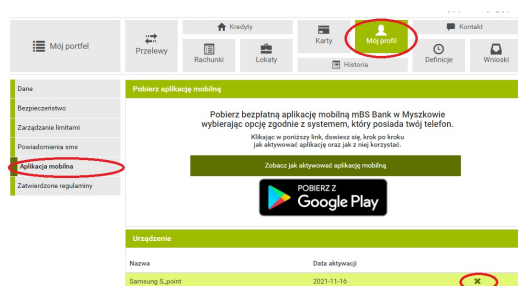 Mój portfel
Przelewy
Kredyty
Rachunki
Lokaty
Karty
Mój profil
Historia
Kontakt
Definicje
Wnioski
Dane
Bezpieczeństwo
Zarządzanie limitami
Powiadomienia sms
Aplikacja mobilna
Zatwierdzone regulaminy
Pobierz aplikację mobilną
Pobierz bezpłatną aplikację mobilną mBS Bank w Myszkowie
wybierając opcję zgodnie z systemem, który posiada twój telefon.
Klikając w poniższy link, dowiesz się, krok po kroku
jak aktywować aplikację oraz jak z niej korzystać.
Zobacz jak aktywować aplikację mobilną
POBIERZ Z
Google Play
Urządzenie
Nazwa Data aktywacji
Samsung S_point 2021-11-16